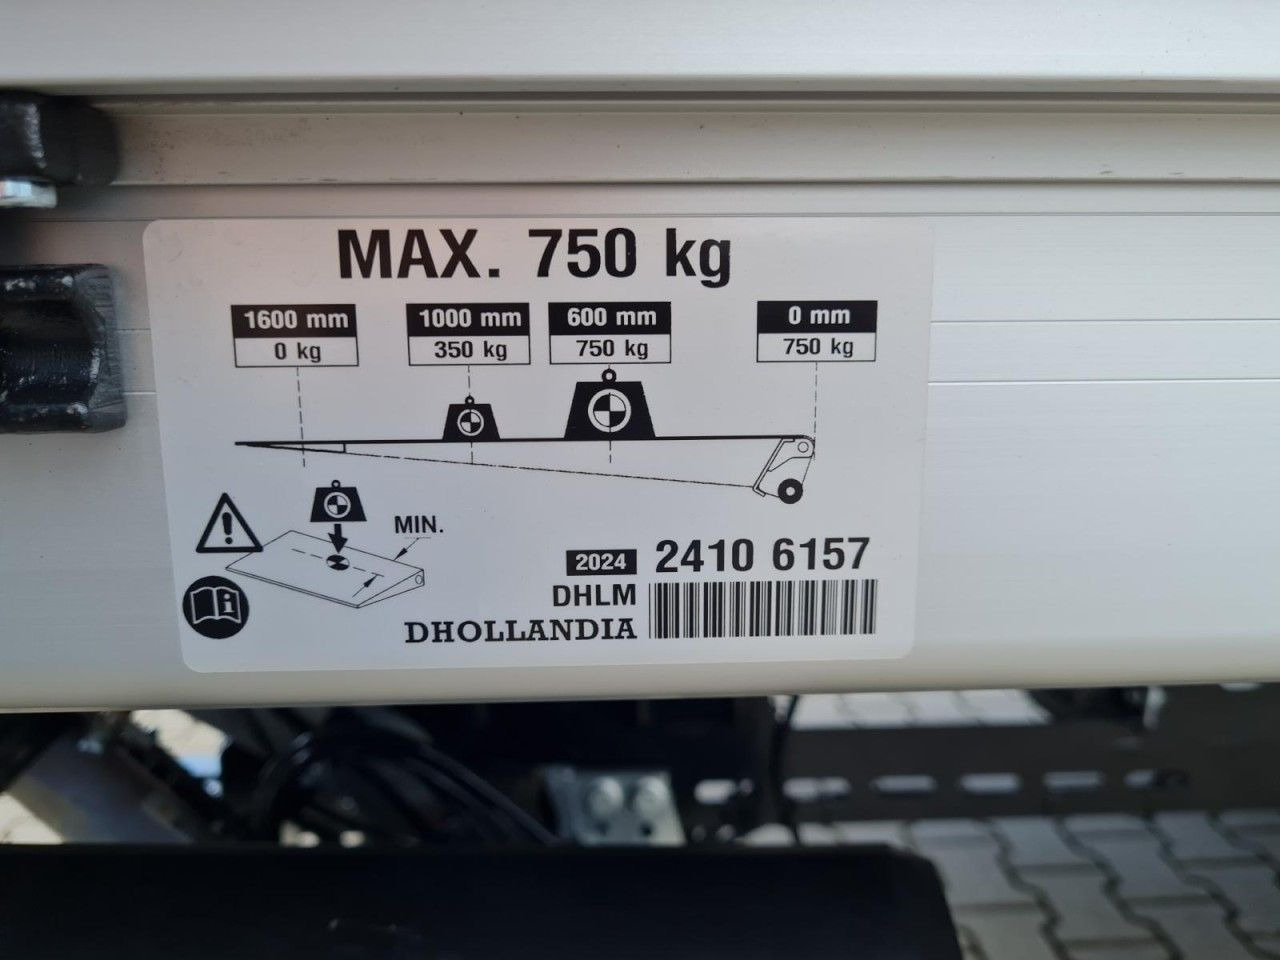 MAX. 750 kg
1600 mm 1000 mm 600 mm 0 mm
0 kg 350 kg 750 kg 750 kg
MIN.
2024 2410 6157
DHLM
DHOLLANDIA